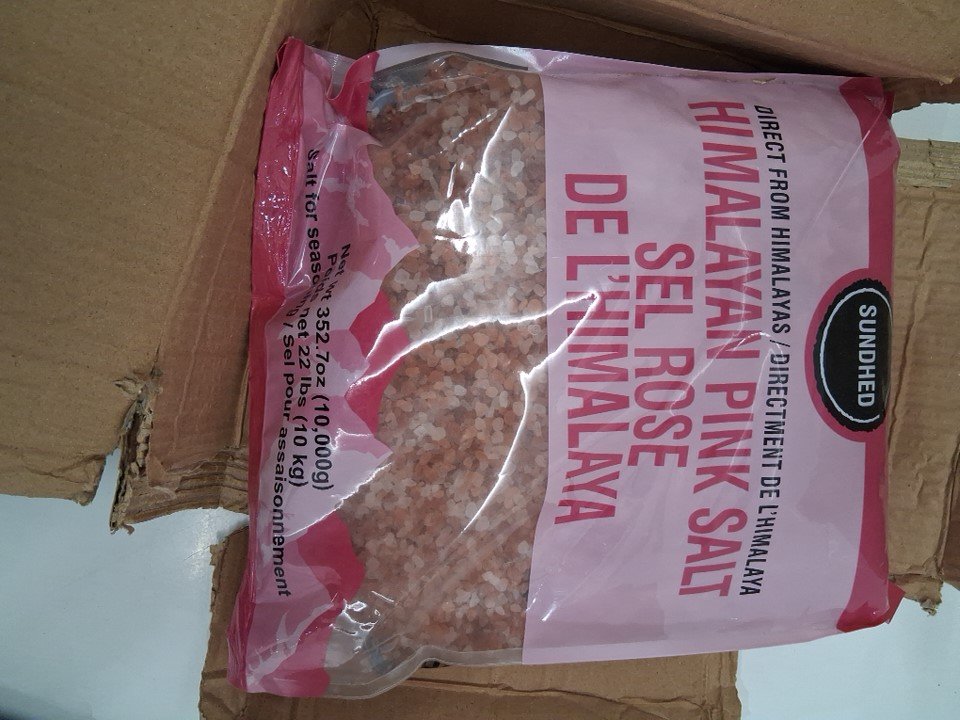 SUNDHED
DIRECT FROM HIMALAYAS / DIRECTMENT DE L'HIMALAYA
HIMALAYAN PINK SALT
SEL ROSE
DE L'HIMALAYA
Net wt 352.7oz (10,000g)
net 22 lbs (10 kg)
Salt for / Sel pour assaisonnement